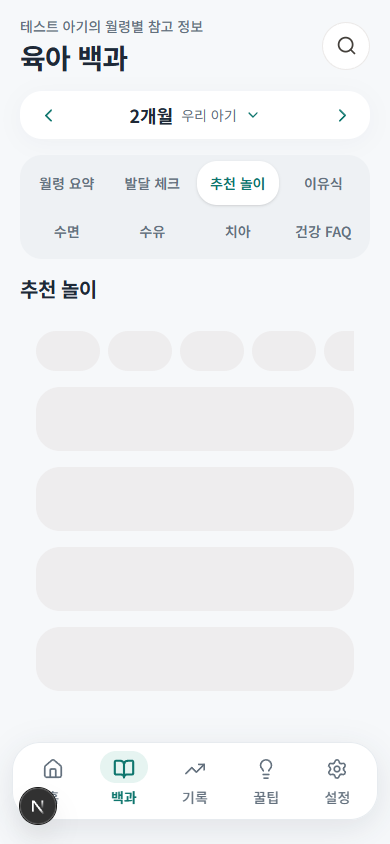 테스트 아기의 월령별 참고 정보
육아 백과
2개월 우리 아기
월령 요약 발달 체크 추천 놀이 이유식
수면 수유 치아 건강 FAQ
추천 놀이
백과 기록 꿀팁 설정
N